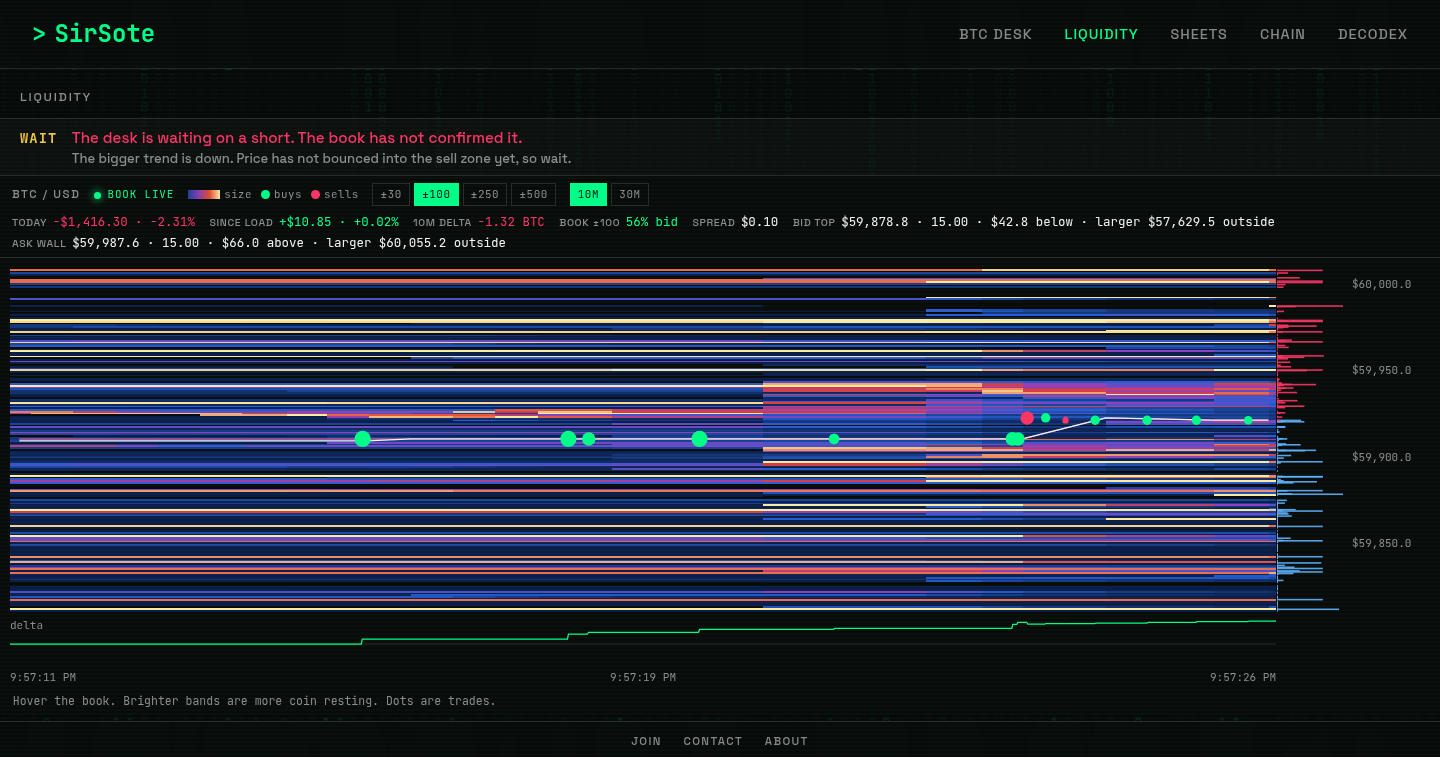 > SirSote
BTC DESK LIQUIDITY SHEETS CHAIN DECODEX
LIQUIDITY
WAIT The desk is waiting on a short. The book has not confirmed it.
The bigger trend is down. Price has not bounced into the sell zone yet, so wait.
BTC / USD BOOK LIVE size buys sells ±30 ±100 ±250 ±500 10M 30M
TODAY -$1,416.30 · -2.31% SINCE LOAD +$10.85 · +0.02% 10M DELTA -1.32 BTC BOOK ±100 56% bid SPREAD $0.10 BID TOP $59,878.8 · 15.00 · $42.8 below · larger $57,629.5 outside
ASK WALL $59,987.6 · 15.00 · $66.0 above · larger $60,055.2 outside
$60,000.0
$59,950.0
$59,900.0
$59,850.0
delta
9:57:11 PM 9:57:19 PM 9:57:26 PM
Hover the book. Brighter bands are more coin resting. Dots are trades.
JOIN CONTACT ABOUT